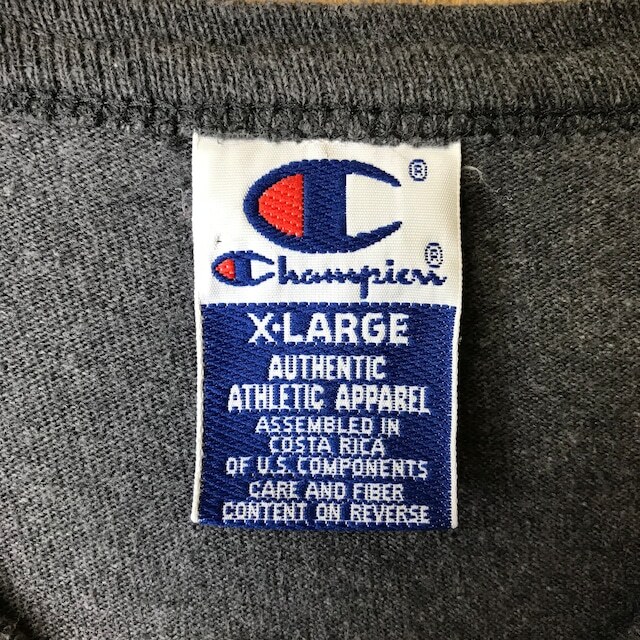 C®
Champion®
X·LARGE
AUTHENTIC
ATHLETIC APPAREL
ASSEMBLED IN
COSTA RICA
OF U.S. COMPONENTS
CARE AND FIBER
CONTENT ON REVERSE